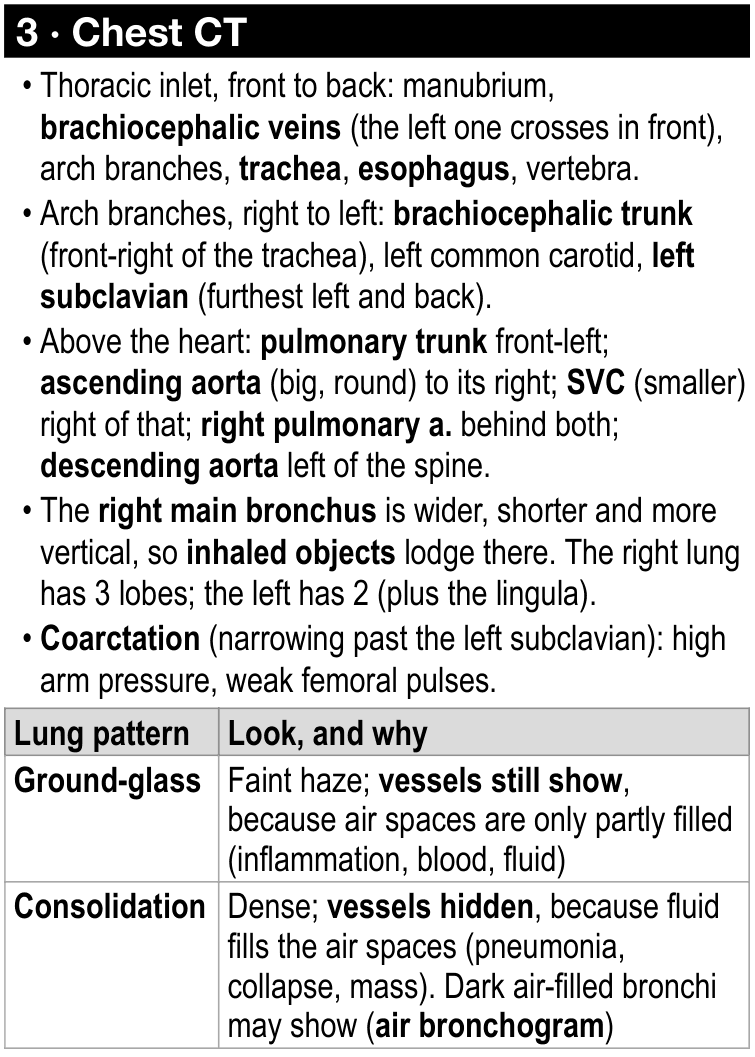 3 · Chest CT
• Thoracic inlet, front to back: manubrium,
brachiocephalic veins (the left one crosses in front),
arch branches, trachea, esophagus, vertebra.
• Arch branches, right to left: brachiocephalic trunk
(front-right of the trachea), left common carotid, left
subclavian (furthest left and back).
• Above the heart: pulmonary trunk front-left;
ascending aorta (big, round) to its right; SVC (smaller)
right of that; right pulmonary a. behind both;
descending aorta left of the spine.
• The right main bronchus is wider, shorter and more
vertical, so inhaled objects lodge there. The right lung
has 3 lobes; the left has 2 (plus the lingula).
• Coarctation (narrowing past the left subclavian): high
arm pressure, weak femoral pulses.
Lung pattern Look, and why
Ground-glass Faint haze; vessels still show,
because air spaces are only partly filled
(inflammation, blood, fluid)
Consolidation Dense; vessels hidden, because fluid
fills the air spaces (pneumonia,
collapse, mass). Dark air-filled bronchi
may show (air bronchogram)